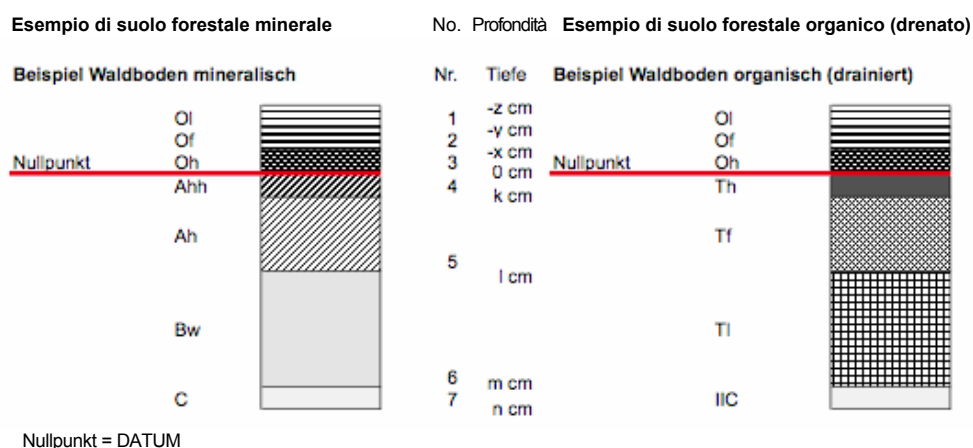 Esempio di suolo forestale minerale No. Profondità Esempio di suolo forestale organico (drenato)
Beispiel Waldboden mineralisch Nr. Tiefe Beispiel Waldboden organisch (drainiert)
Ol 1 -z cm Ol
Of 2 -y cm Of
Nullpunkt Oh 3 -x cm Nullpunkt Oh
0 cm
Ahh 4 k cm Th
Ah Tf
5 l cm
Bw Tl
6 m cm
C 7 n cm IIC
Nullpunkt = DATUM